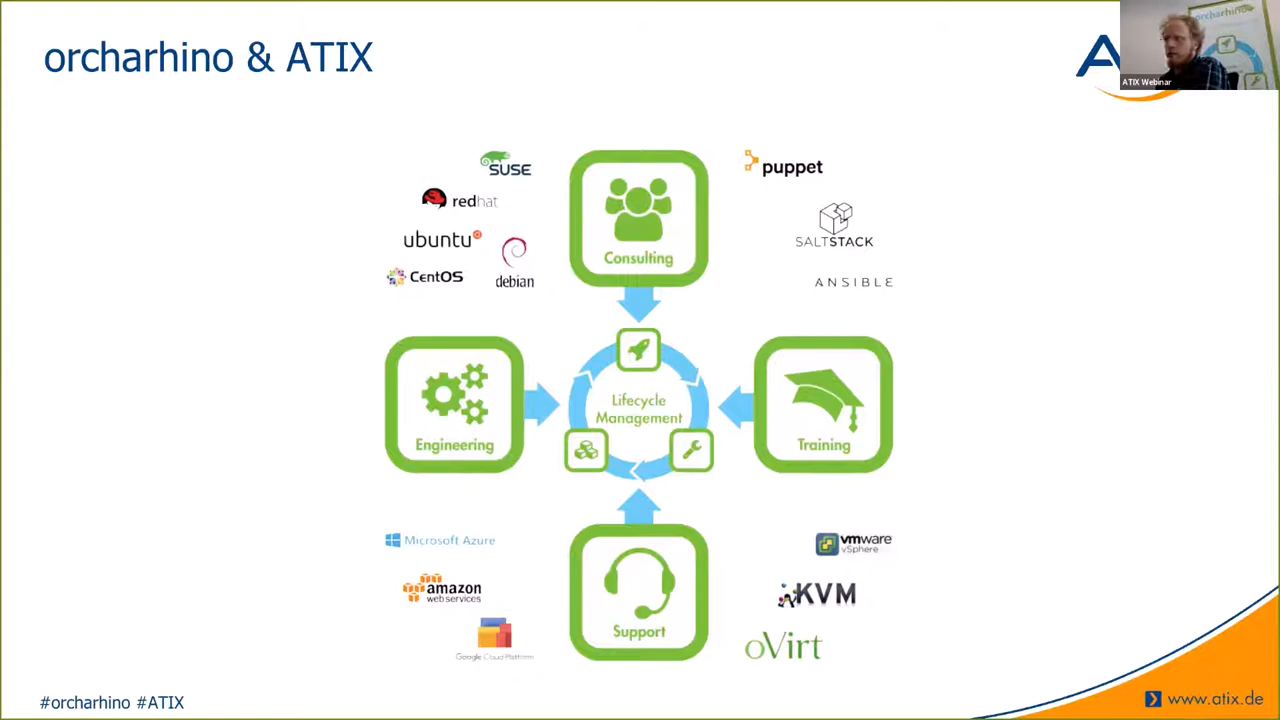 orcharhino & ATIX
A
orcharhino
ATIX Webinar
SUSE
redhat
ubuntu
CentOS
debian
Consulting
puppet
SALTSTACK
ANSIBLE
Engineering
Lifecycle
Management
Training
Microsoft Azure
amazon
web services
Google Cloud Platform
Support
vmware
vSphere
KVM
oVirt
#orcharhino #ATIX
www.atix.de